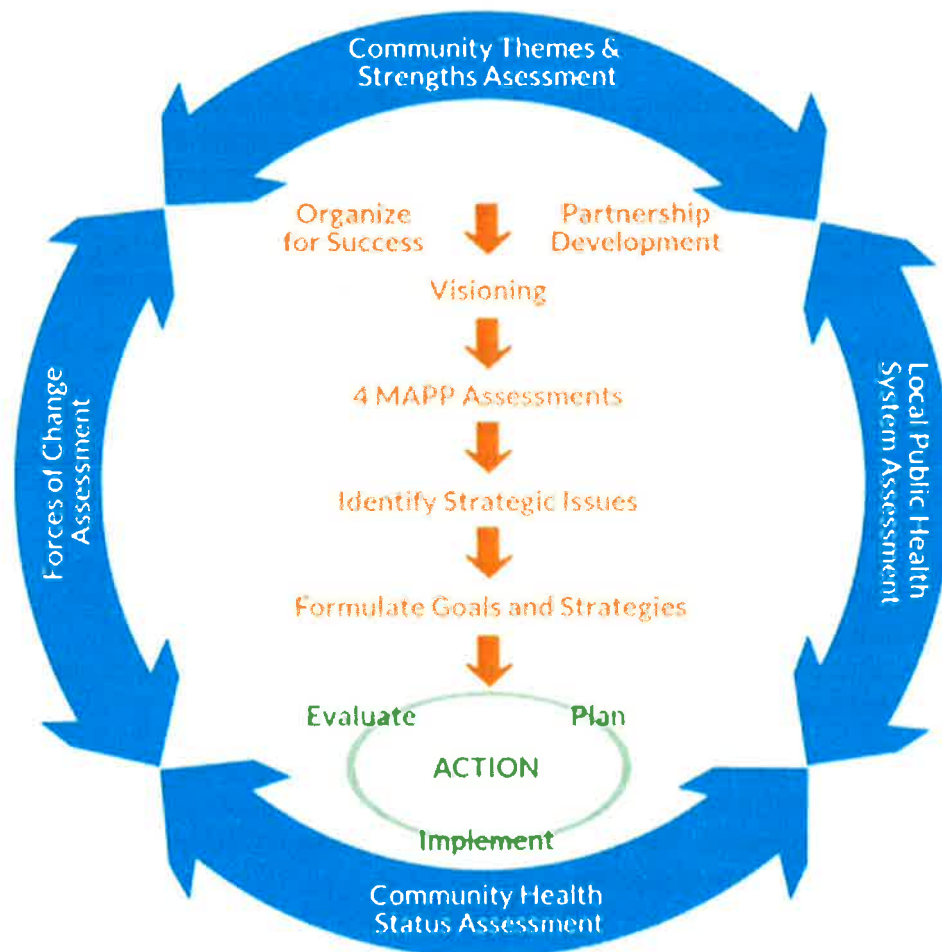 Community Themes &
Strengths Asessment
Organize
for Success
Partnership
Development
Visioning
4 MAPP Assessments
Identify Strategic Issues
Formulate Goals and Strategies
Evaluate
Plan
ACTION
Implement
Forces of Change
Assessment
Local Public Health
System Assessment
Community Health
Status Assessment